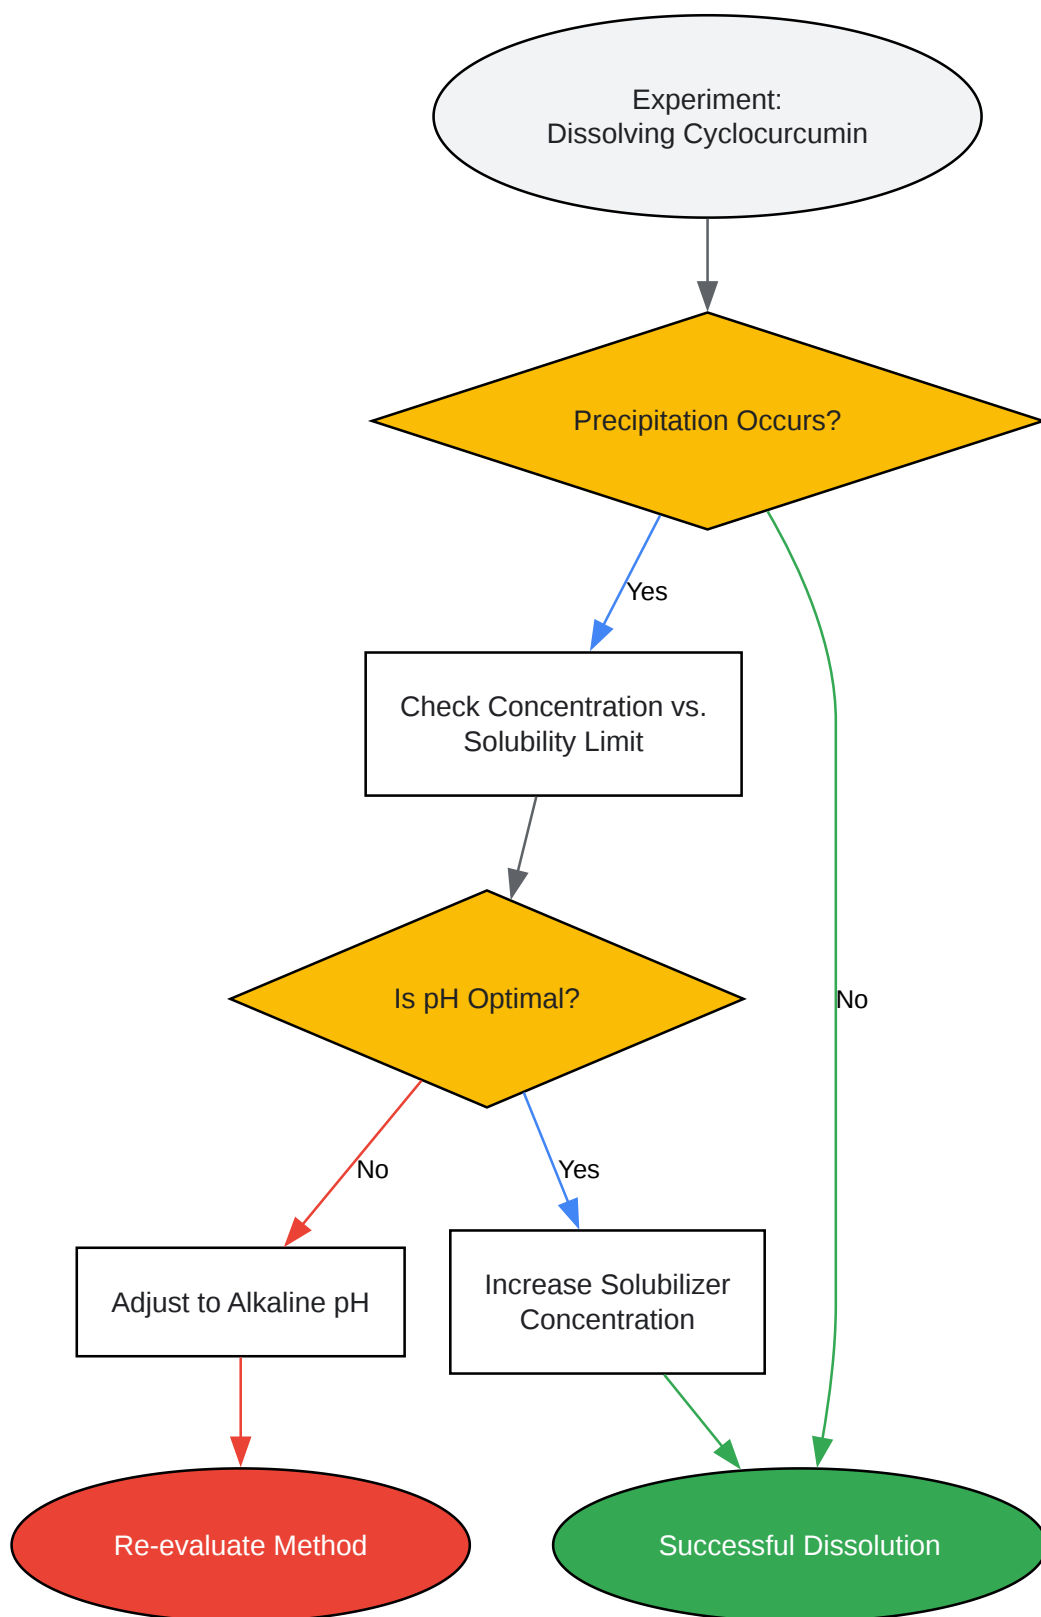 Experiment:
Dissolving Cyclocurcumin
Precipitation Occurs?
Yes
Check Concentration vs.
Solubility Limit
Is pH Optimal?
No
No
Yes
Adjust to Alkaline pH
Increase Solubilizer
Concentration
Re-evaluate Method
Successful Dissolution